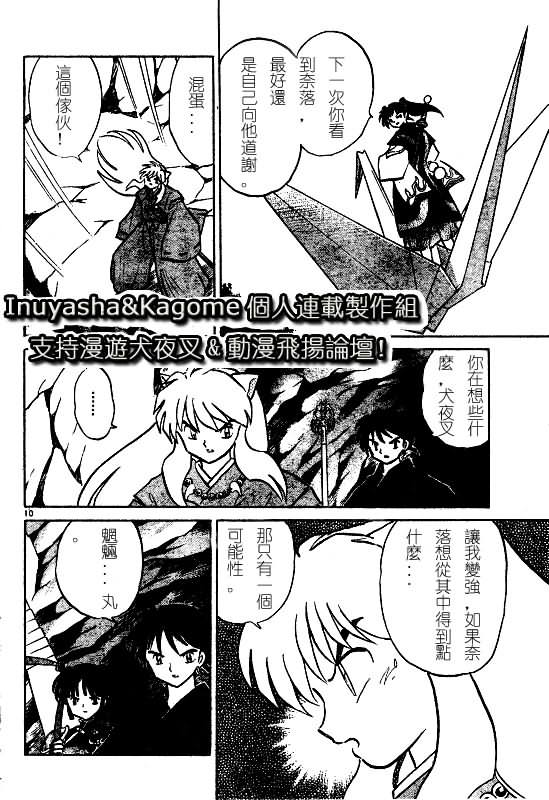 下一次你看
到奈落，
最好還
是自己向他道謝。
混蛋...
這個傢伙！
Inuyasha&Kagome 個人連載製作組
支持漫遊犬夜叉 & 動漫飛揚論壇!
你在想些什
麼，犬夜叉
......
10
讓我變強，如果奈
落想從其中得到點
什麼...
那只有一個
可能性。
魍魎...丸
。